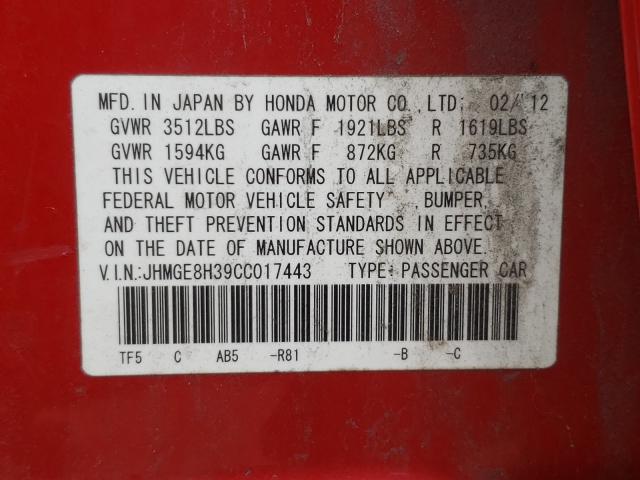 MFD. IN JAPAN BY HONDA MOTOR CO.,LTD; 02/ 12
GVWR 3512LBS GAWR F 1921LBS R 1619LBS
GVWR 1594KG GAWR F 872KG R 735KG
THIS VEHICLE CONFORMS TO ALL APPLICABLE
FEDERAL MOTOR VEHICLE SAFETY ,BUMPER,
AND THEFT PREVENTION STANDARDS IN EFFECT
ON THE DATE OF MANUFACTURE SHOWN ABOVE.
V.I.N.:JHMGE8H39CC017443 TYPE: PASSENGER CAR
TF5 C AB5 -R81 -B -C